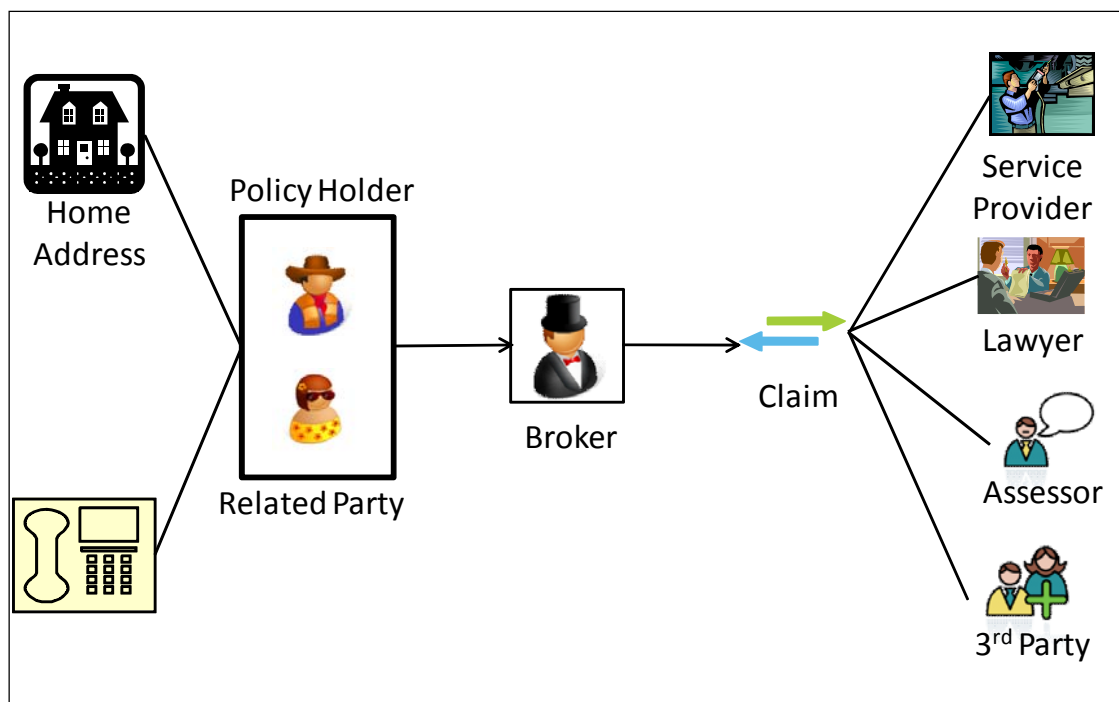 Home
Address
Policy Holder
Related Party
Broker
Claim
Service
Provider
Lawyer
Assessor
3rd Party